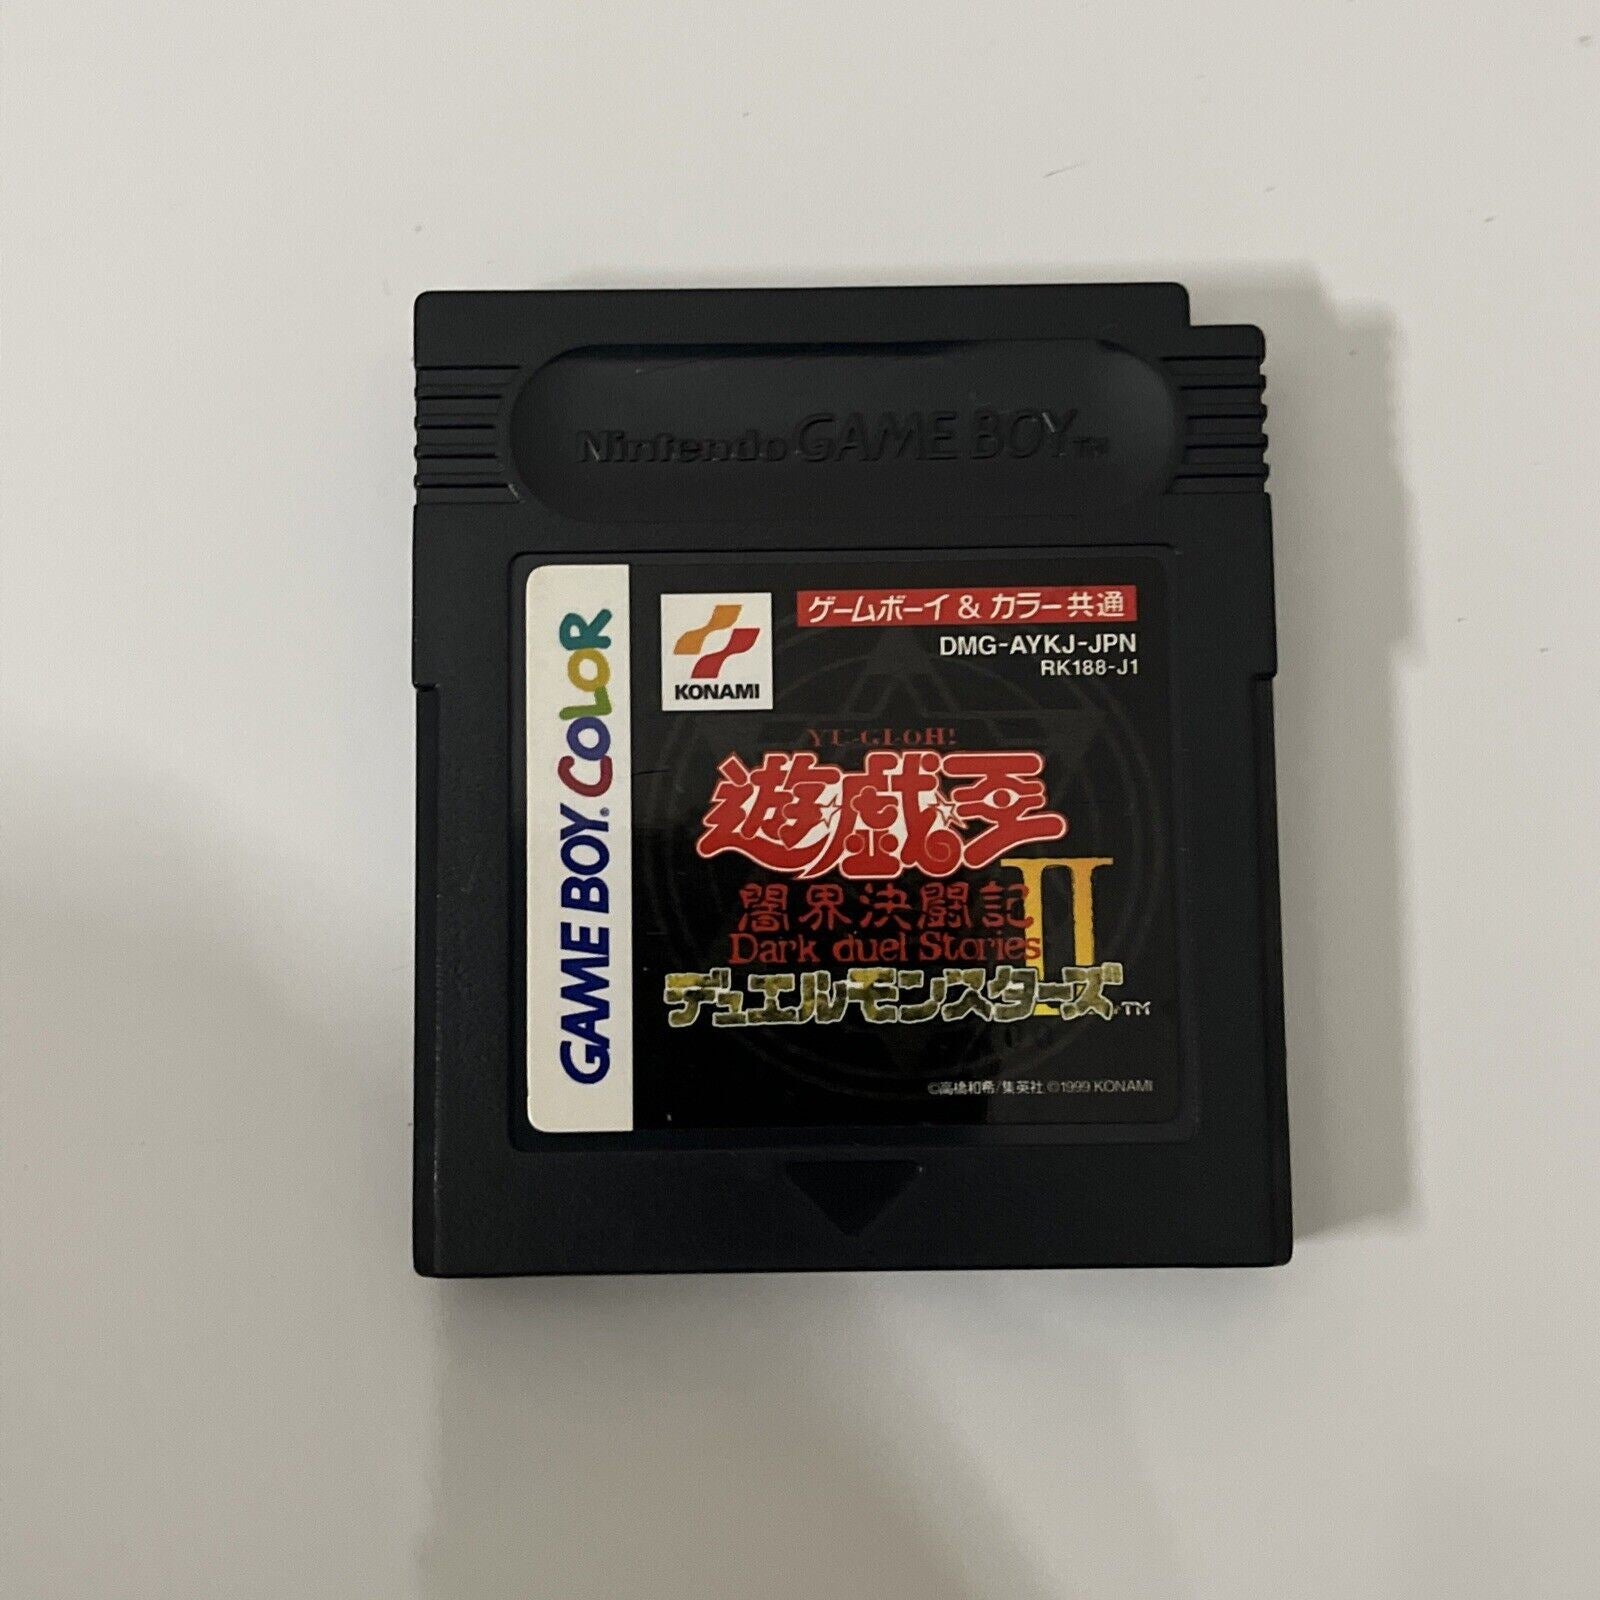 Nintendo GAME BOY™
GAME BOY COLOR
KONAMI
ゲームボーイ & カラー共通
DMG-AYKJ-JPN
RK188-J1
YU-GI-OH!
遊☆戯☆王
闇界決闘記
Dark duel Stories
II
デュエルモンスターズ™
©高橋和希/集英社 ©1999 KONAMI